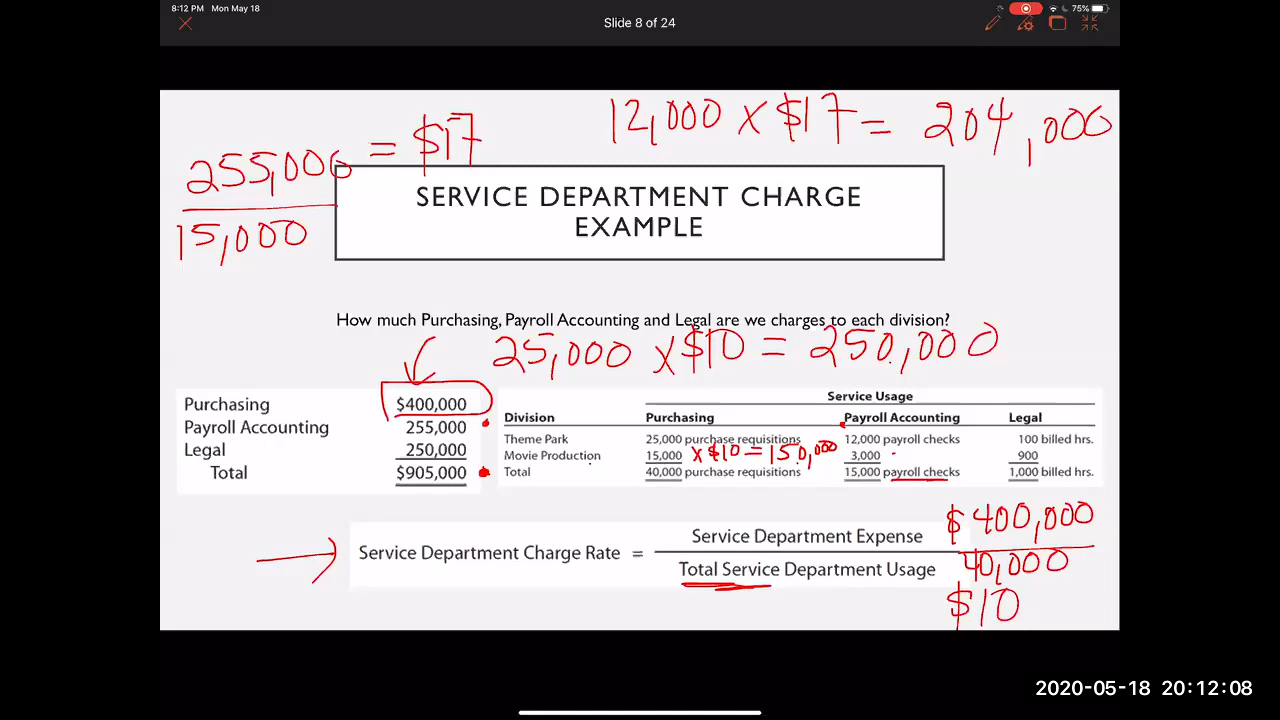 8:12 PM Mon May 18
75%
Slide 8 of 24
12,000 x $17 = 204,000
255,000 = $17
15,000
SERVICE DEPARTMENT CHARGE
EXAMPLE
How much Purchasing, Payroll Accounting and Legal are we charges to each division?
25,000 x $10 = 250,000
Purchasing $400,000
Payroll Accounting 255,000
Legal 250,000
Total $905,000
Service Usage
Division Purchasing Payroll Accounting Legal
Theme Park 25,000 purchase requisitions 12,000 payroll checks 100 billed hrs.
Movie Production 15,000 x $10 = 150,000 3,000 900
Total 40,000 purchase requisitions 15,000 payroll checks 1,000 billed hrs.
Service Department Charge Rate = Service Department Expense
Total Service Department Usage
$400,000
40,000
$10
2020-05-18 20:12:08